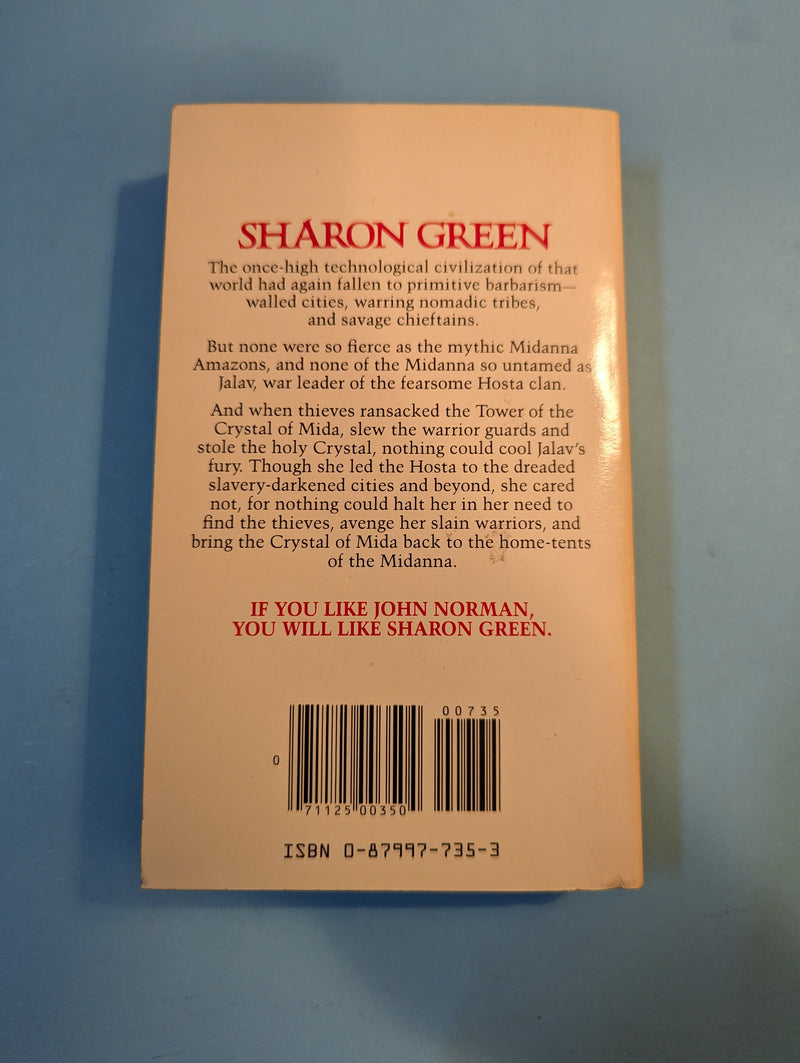 SHARON GREEN
The once-high technological civilization of that
world had again fallen to primitive barbarism—
walled cities, warring nomadic tribes,
and savage chieftains.
But none were so fierce as the mythic Midanna
Amazons, and none of the Midanna so untamed as
Jalav, war leader of the fearsome Hosta clan.
And when thieves ransacked the Tower of the
Crystal of Mida, slew the warrior guards and
stole the holy Crystal, nothing could cool Jalav's
fury. Though she led the Hosta to the dreaded
slavery-darkened cities and beyond, she cared
not, for nothing could halt her in her need to
find the thieves, avenge her slain warriors, and
bring the Crystal of Mida back to the home-tents
of the Midanna.
IF YOU LIKE JOHN NORMAN,
YOU WILL LIKE SHARON GREEN.
00735
0
71125 00350
ISBN 0-87997-735-3